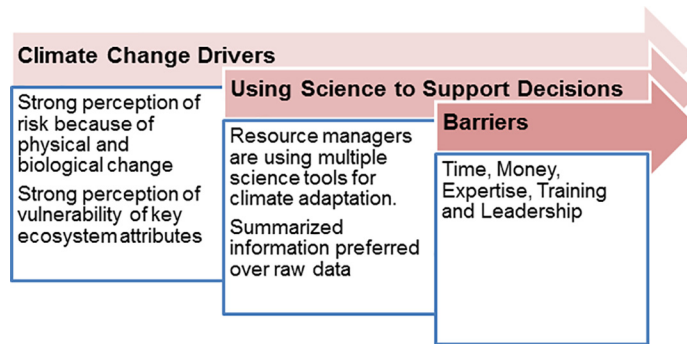 Climate Change Drivers
Strong perception of
risk because of
physical and
biological change
Strong perception of
vulnerability of key
ecosystem attributes
Using Science to Support Decisions
Resource managers
are using multiple
science tools for
climate adaptation.
Summarized
information preferred
over raw data
Barriers
Time, Money,
Expertise, Training
and Leadership